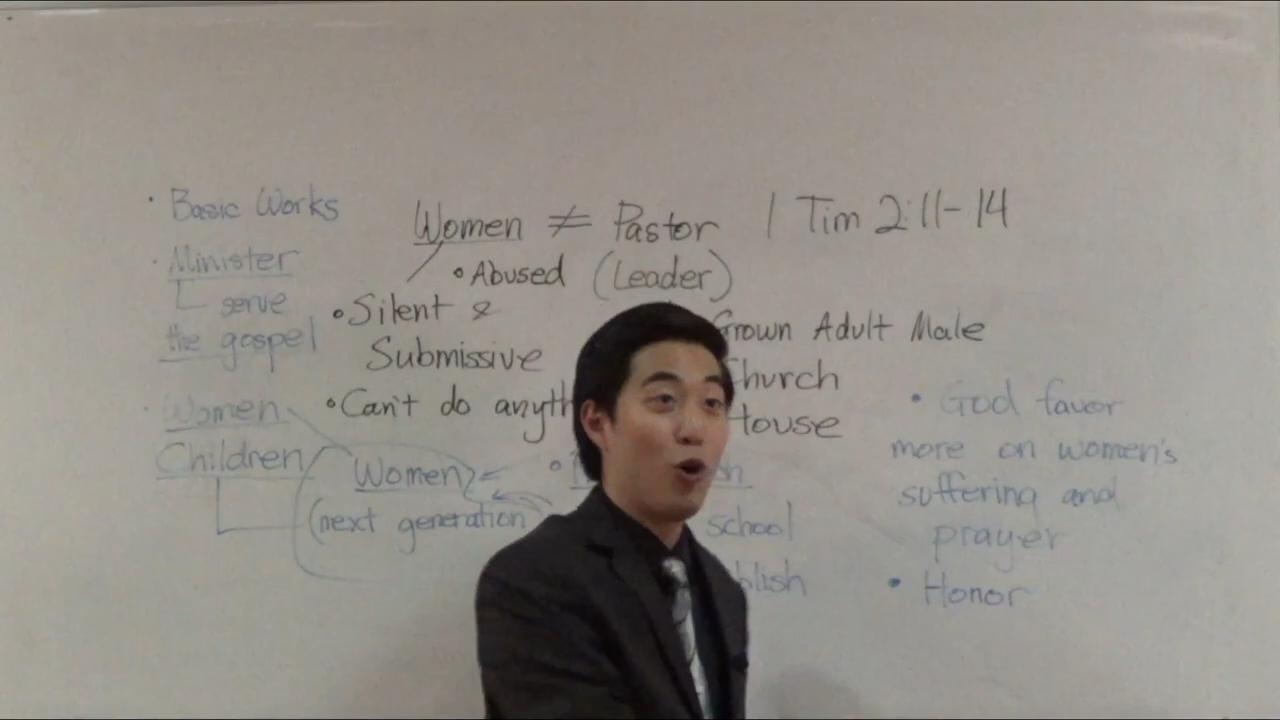 Basic Works
Minister
serve
the gospel
Women
Children
Women ≠ Pastor 1 Tim 2:11-14
Abused (Leader)
Silent &
Submissive
Can't do
Women
(next generation
Grown Adult Male
Church
House
school
God favor
more on women's
suffering and
prayer
Honor